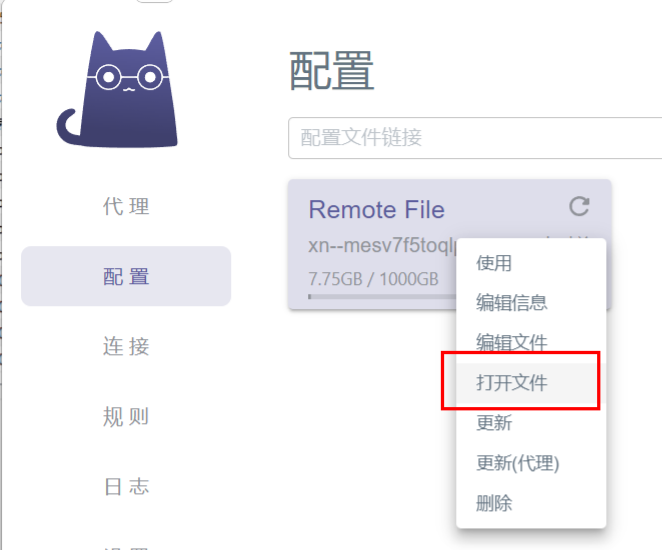 配置
配置文件链接
代理
配置
连接
规则
日志
Remote File
xn--mesv7f5toqlp
7.75GB / 1000GB
使用
编辑信息
编辑文件
打开文件
更新
更新(代理)
删除